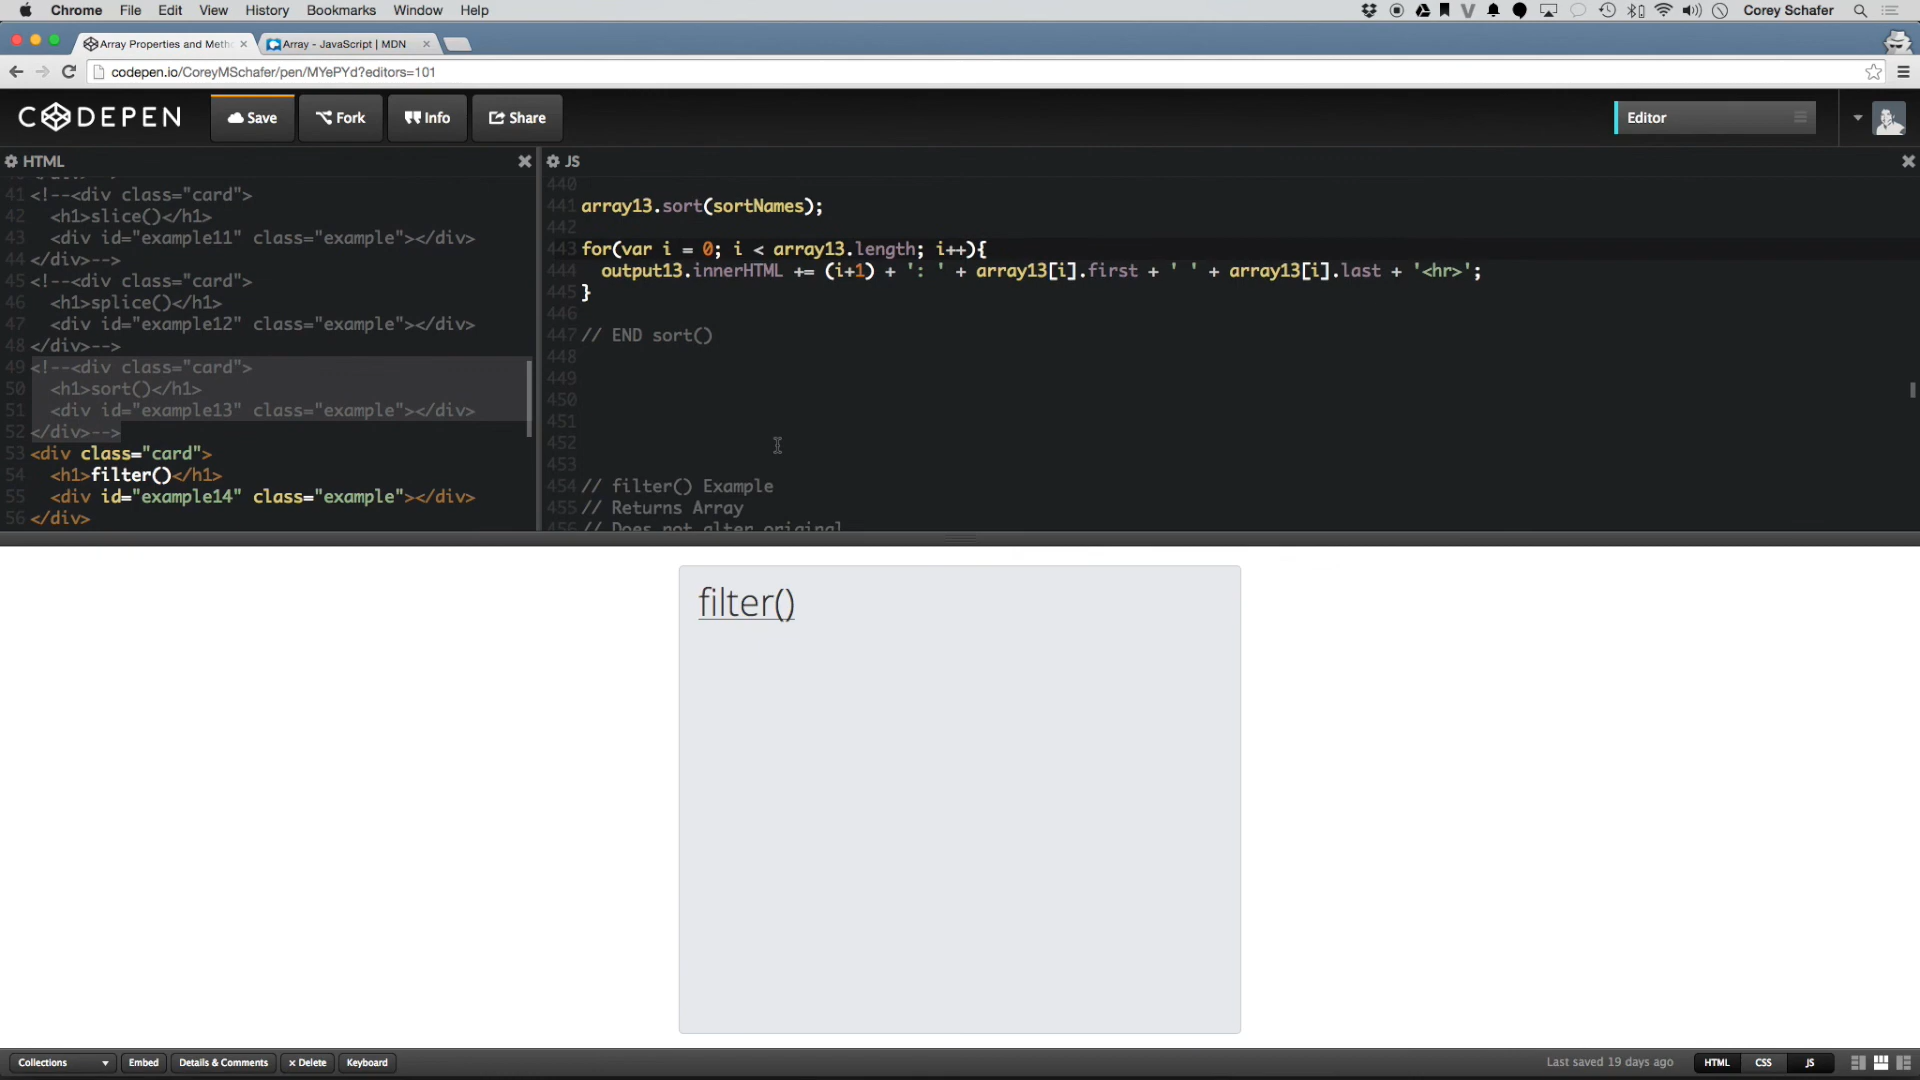 Chrome File Edit View History Bookmarks Window Help Corey Schafer
Array Properties and Meth Array - JavaScript | MDN
codepen.io/CoreyMSchafer/pen/MYePYd?editors=101
CODEPEN Save Fork Info Share Editor
HTML
41 <!--<div class="card">
42 <h1>slice()</h1>
43 <div id="example11" class="example"></div>
44 </div>-->
45 <!--<div class="card">
46 <h1>splice()</h1>
47 <div id="example12" class="example"></div>
48 </div>-->
49 <!--<div class="card">
50 <h1>sort()</h1>
51 <div id="example13" class="example"></div>
52 </div>-->
53 <div class="card">
54 <h1>filter()</h1>
55 <div id="example14" class="example"></div>
56 </div>
JS
440
441 array13.sort(sortNames);
442
443 for(var i = 0; i < array13.length; i++){
444 output13.innerHTML += (i+1) + ': ' + array13[i].first + ' ' + array13[i].last + '<hr>';
445 }
446
447 // END sort()
448
449
450
451
452
453
454 // filter() Example
455 // Returns Array
456 // Does not alter original
filter()
Collections Embed Details & Comments × Delete Keyboard Last saved 19 days ago HTML CSS JS